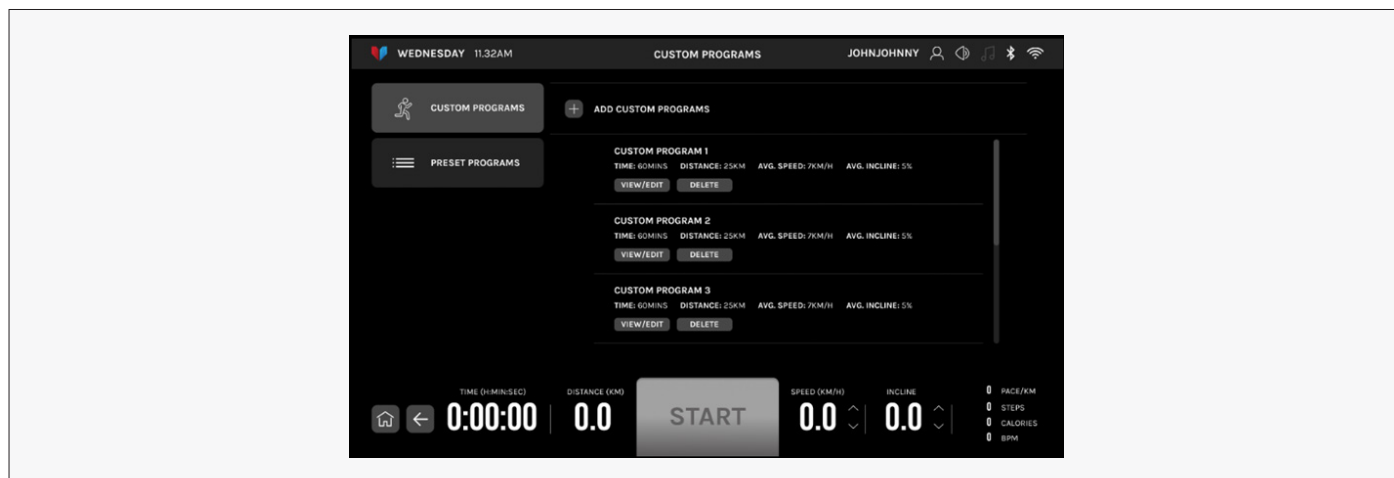 WEDNESDAY 11.32AM
CUSTOM PROGRAMS
JOHNJOHNNY
CUSTOM PROGRAMS
PRESET PROGRAMS
ADD CUSTOM PROGRAMS
CUSTOM PROGRAM 1
TIME: 60MINS DISTANCE: 25KM AVG. SPEED: 7KM/H AVG. INCLINE: 5%
VIEW/EDIT DELETE
CUSTOM PROGRAM 2
TIME: 60MINS DISTANCE: 25KM AVG. SPEED: 7KM/H AVG. INCLINE: 5%
VIEW/EDIT DELETE
CUSTOM PROGRAM 3
TIME: 60MINS DISTANCE: 25KM AVG. SPEED: 7KM/H AVG. INCLINE: 5%
VIEW/EDIT DELETE
TIME (H:MIN:SEC)
0:00:00
DISTANCE (KM)
0.0
START
SPEED (KM/H)
0.0
INCLINE
0.0
0 PACE/KM
0 STEPS
0 CALORIES
0 BPM